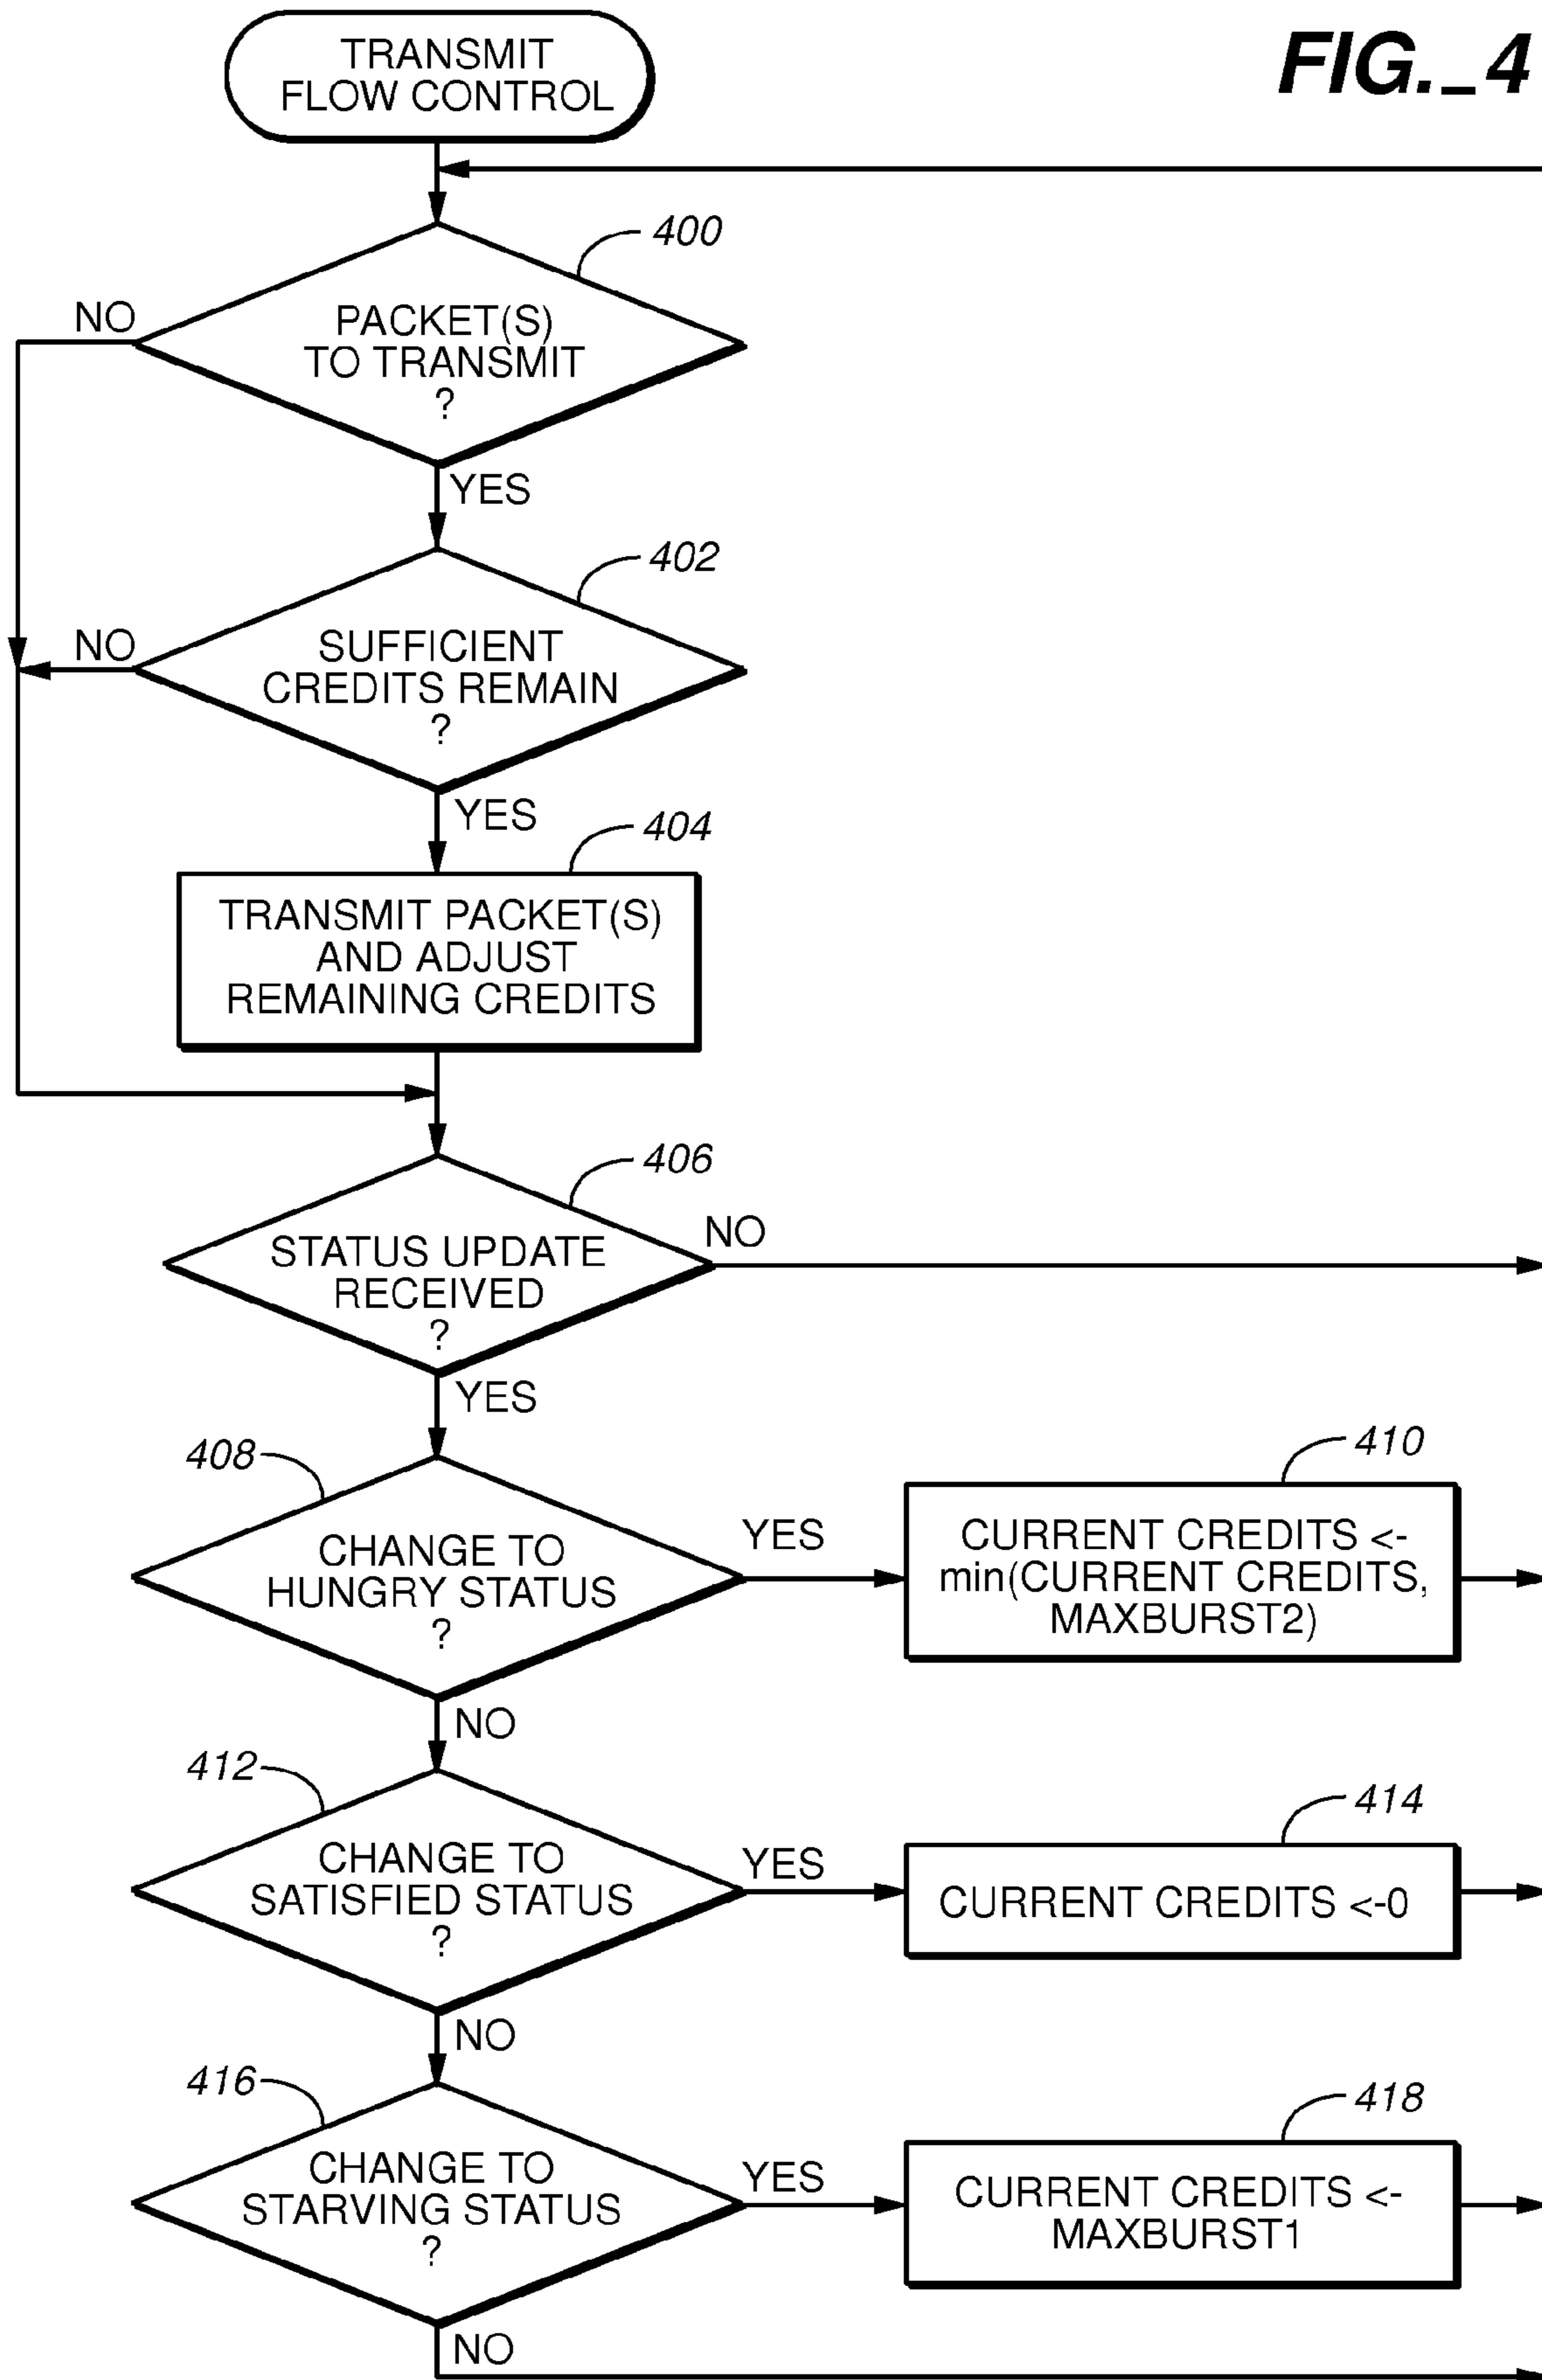 TRANSMIT
FLOW CONTROL
FIG._4
400
NO
PACKET(S)
TO TRANSMIT
?
YES
402
NO
SUFFICIENT
CREDITS REMAIN
?
YES
404
TRANSMIT PACKET(S)
AND ADJUST
REMAINING CREDITS
406
NO
STATUS UPDATE
RECEIVED
?
YES
408
CHANGE TO
HUNGRY STATUS
?
YES
410
CURRENT CREDITS <-
min(CURRENT CREDITS,
MAXBURST2)
NO
412
CHANGE TO
SATISFIED STATUS
?
YES
414
CURRENT CREDITS <-0
NO
416
CHANGE TO
STARVING STATUS
?
YES
418
CURRENT CREDITS <-
MAXBURST1
NO